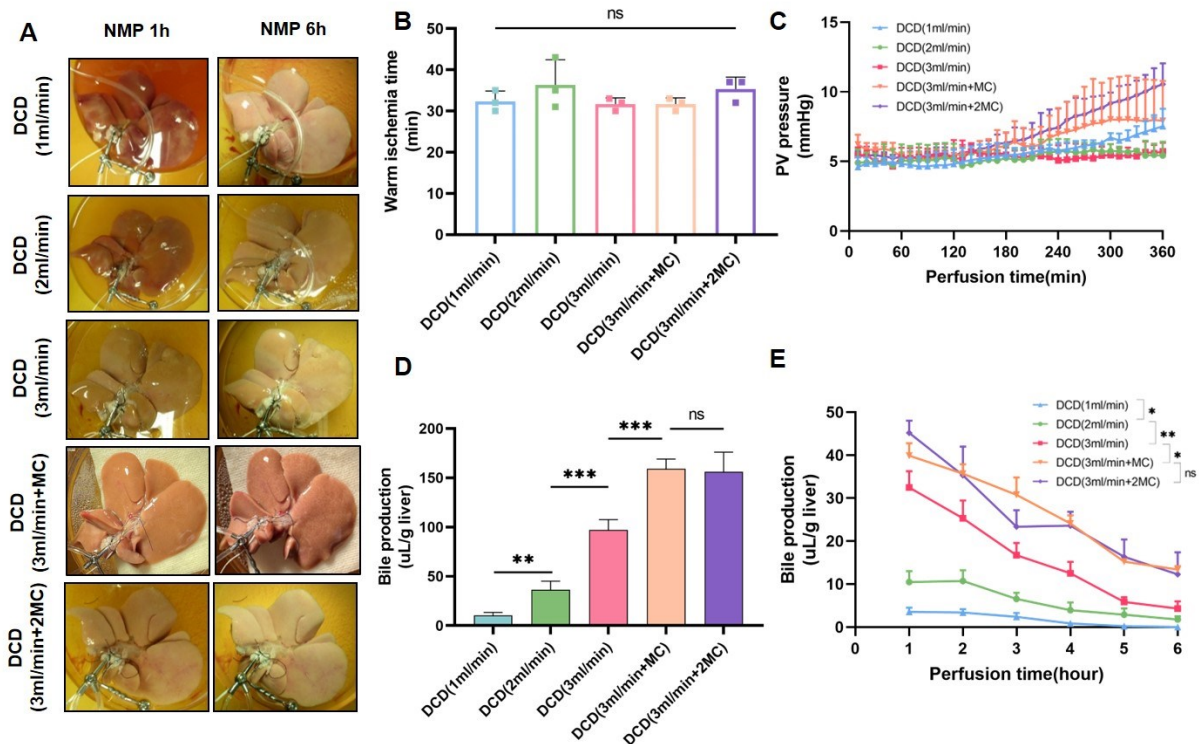 A
NMP 1h
NMP 6h
DCD
(1ml/min)
DCD
(2ml/min)
DCD
(3ml/min)
DCD
(3ml/min+MC)
DCD
(3ml/min+2MC)
B
ns
Warm ischemia time
(min)
50
40
30
20
10
0
DCD(1ml/min)
DCD(2ml/min)
DCD(3ml/min)
DCD(3ml/min+MC)
DCD(3ml/min+2MC)
C
DCD(1ml/min)
DCD(2ml/min)
DCD(3ml/min)
DCD(3ml/min+MC)
DCD(3ml/min+2MC)
PV pressure
(mmHg)
15
10
5
0
0 60 120 180 240 300 360
Perfusion time(min)
D
Bile production
(uL/g liver)
200
150
100
50
0
**
***
***
ns
DCD(1ml/min)
DCD(2ml/min)
DCD(3ml/min)
DCD(3ml/min+MC)
DCD(3ml/min+2MC)
E
DCD(1ml/min)
DCD(2ml/min)
DCD(3ml/min)
DCD(3ml/min+MC)
DCD(3ml/min+2MC)
*
**
*
ns
Bile production
(uL/g liver)
50
40
30
20
10
0
0 1 2 3 4 5 6
Perfusion time(hour)